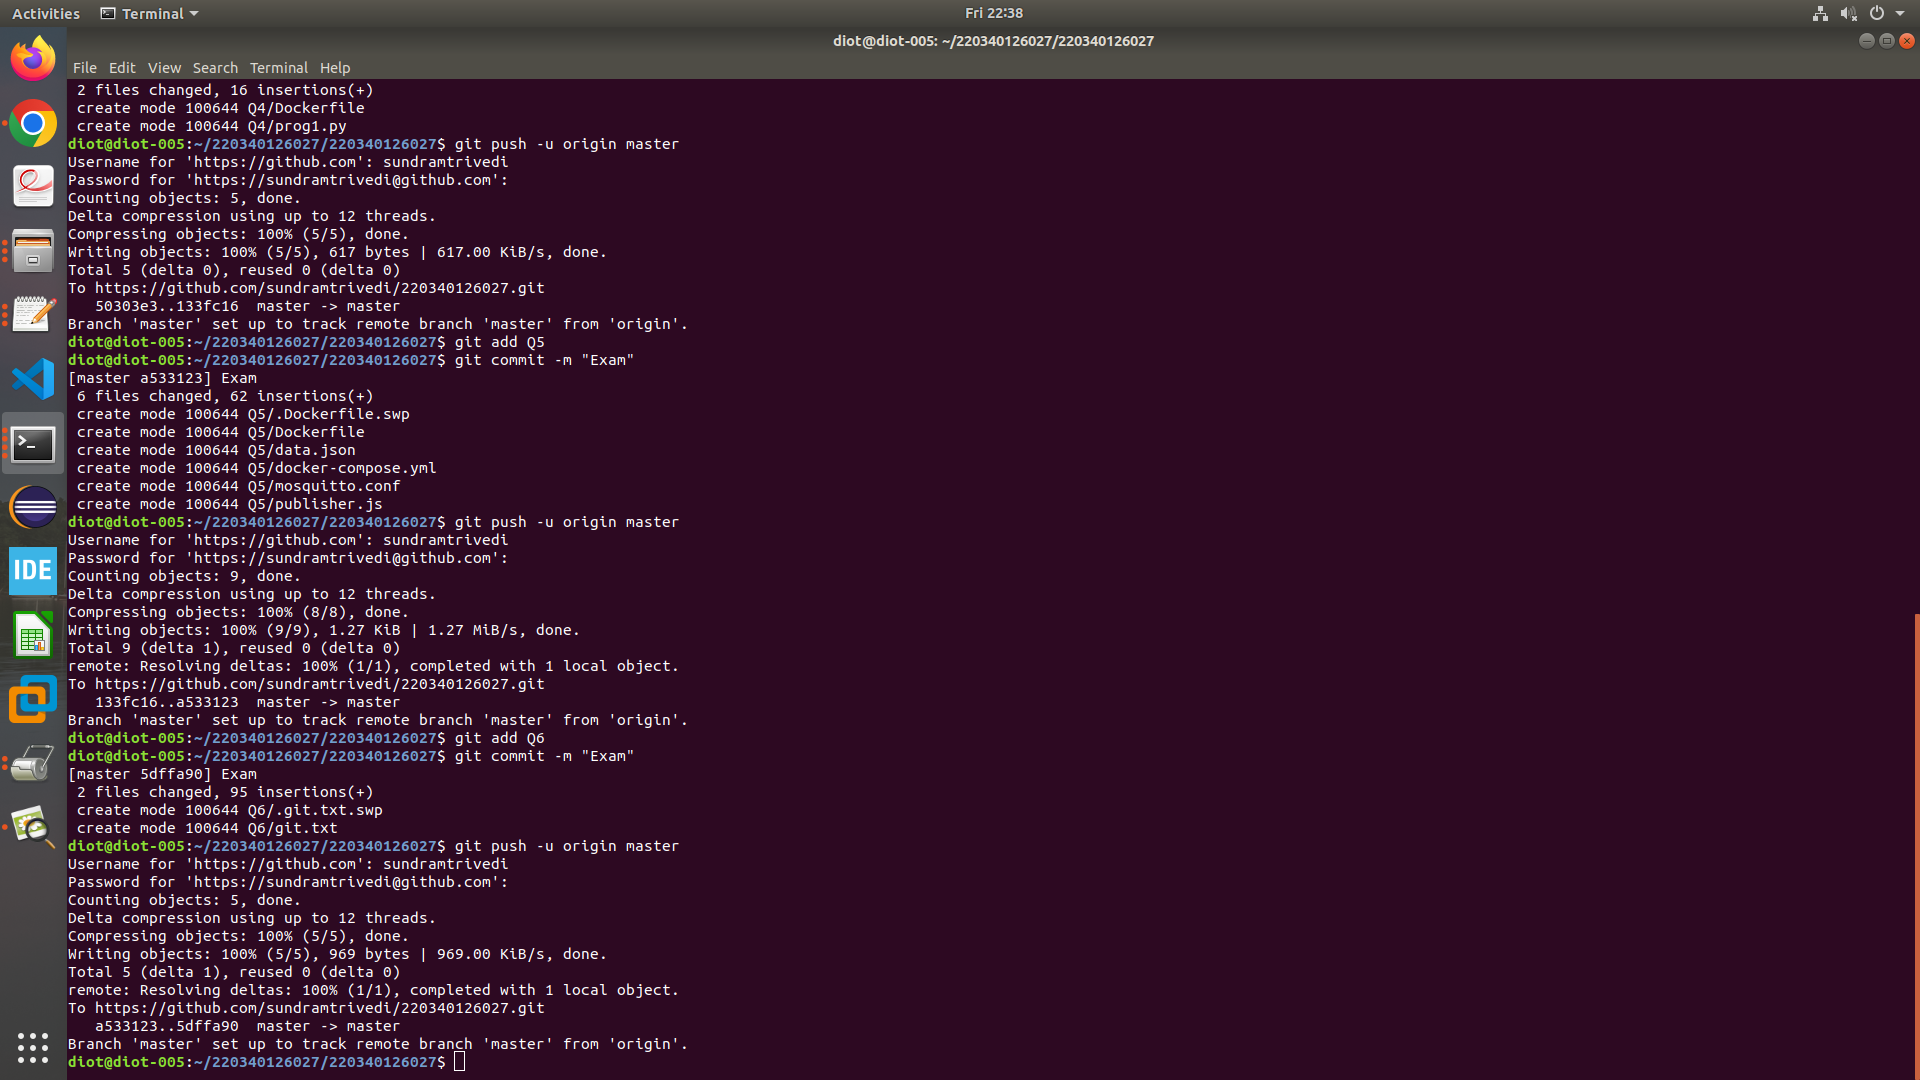 Activities Terminal Fri 22:38
diot@diot-005: ~/220340126027/220340126027
File Edit View Search Terminal Help
 2 files changed, 16 insertions(+)
 create mode 100644 Q4/Dockerfile
 create mode 100644 Q4/prog1.py
diot@diot-005:~/220340126027/220340126027$ git push -u origin master
Username for 'https://github.com': sundramtrivedi
Password for 'https://sundramtrivedi@github.com':
Counting objects: 5, done.
Delta compression using up to 12 threads.
Compressing objects: 100% (5/5), done.
Writing objects: 100% (5/5), 617 bytes | 617.00 KiB/s, done.
Total 5 (delta 0), reused 0 (delta 0)
To https://github.com/sundramtrivedi/220340126027.git
   50303e3..133fc16  master -> master
Branch 'master' set up to track remote branch 'master' from 'origin'.
diot@diot-005:~/220340126027/220340126027$ git add Q5
diot@diot-005:~/220340126027/220340126027$ git commit -m "Exam"
[master a533123] Exam
 6 files changed, 62 insertions(+)
 create mode 100644 Q5/.Dockerfile.swp
 create mode 100644 Q5/Dockerfile
 create mode 100644 Q5/data.json
 create mode 100644 Q5/docker-compose.yml
 create mode 100644 Q5/mosquitto.conf
 create mode 100644 Q5/publisher.js
diot@diot-005:~/220340126027/220340126027$ git push -u origin master
Username for 'https://github.com': sundramtrivedi
Password for 'https://sundramtrivedi@github.com':
Counting objects: 9, done.
Delta compression using up to 12 threads.
Compressing objects: 100% (8/8), done.
Writing objects: 100% (9/9), 1.27 KiB | 1.27 MiB/s, done.
Total 9 (delta 1), reused 0 (delta 0)
remote: Resolving deltas: 100% (1/1), completed with 1 local object.
To https://github.com/sundramtrivedi/220340126027.git
   133fc16..a533123  master -> master
Branch 'master' set up to track remote branch 'master' from 'origin'.
diot@diot-005:~/220340126027/220340126027$ git add Q6
diot@diot-005:~/220340126027/220340126027$ git commit -m "Exam"
[master 5dffa90] Exam
 2 files changed, 95 insertions(+)
 create mode 100644 Q6/.git.txt.swp
 create mode 100644 Q6/git.txt
diot@diot-005:~/220340126027/220340126027$ git push -u origin master
Username for 'https://github.com': sundramtrivedi
Password for 'https://sundramtrivedi@github.com':
Counting objects: 5, done.
Delta compression using up to 12 threads.
Compressing objects: 100% (5/5), done.
Writing objects: 100% (5/5), 969 bytes | 969.00 KiB/s, done.
Total 5 (delta 1), reused 0 (delta 0)
remote: Resolving deltas: 100% (1/1), completed with 1 local object.
To https://github.com/sundramtrivedi/220340126027.git
   a533123..5dffa90  master -> master
Branch 'master' set up to track remote branch 'master' from 'origin'.
diot@diot-005:~/220340126027/220340126027$
IDE